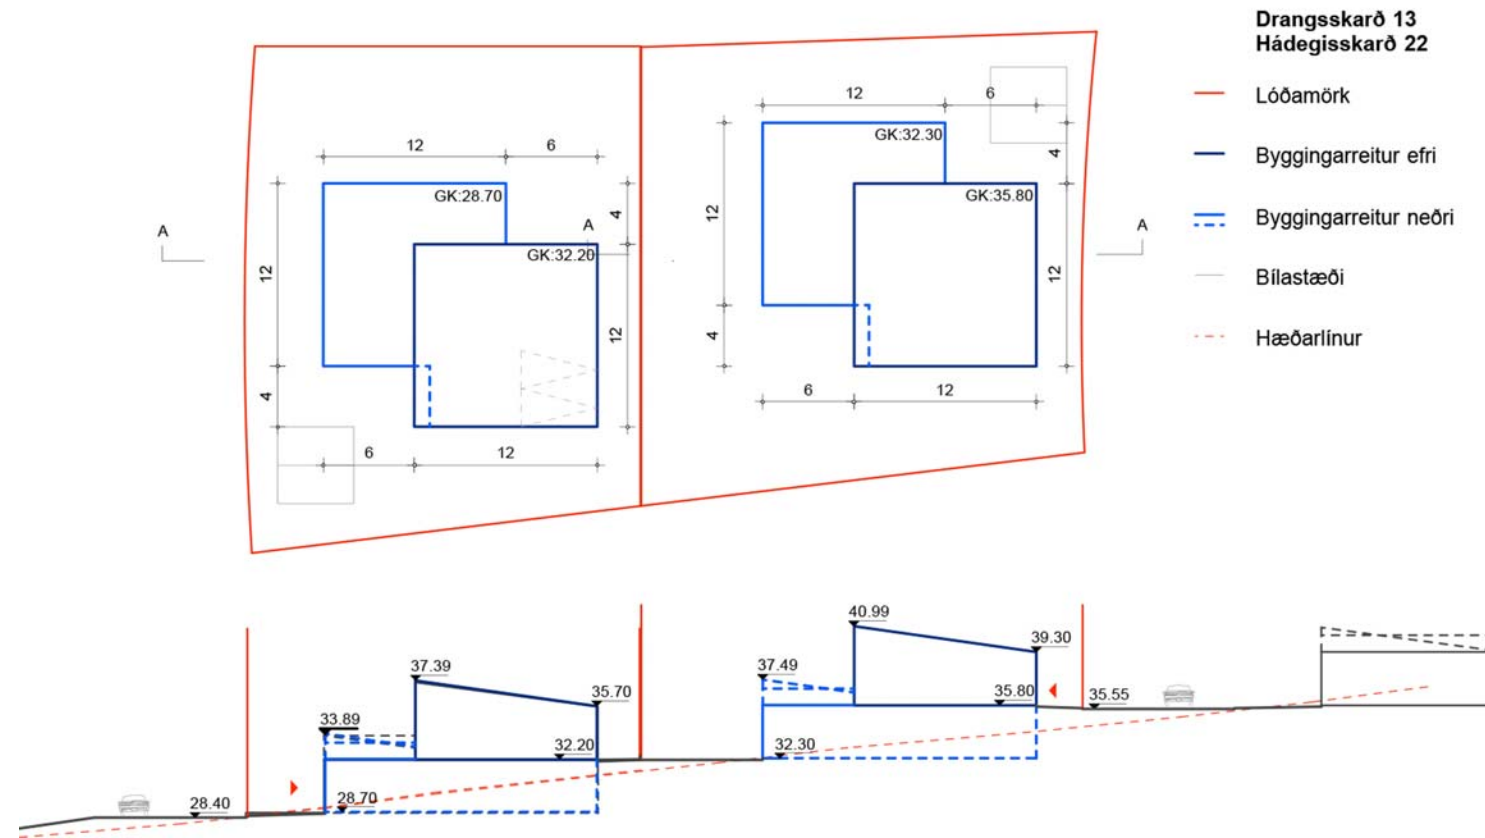 Drangsskarð 13
Hádegisskarð 22
Lóðamörk
Byggingarreitur efri
Byggingarreitur neðri
Bílastæði
Hæðarlínur
12
6
GK:28.70
A
4
A
GK:32.20
12
12
4
6
12
12
6
GK:32.30
4
GK:35.80
12
A
12
4
6
12
40.99
39.30
37.39
37.49
35.70
35.80
35.55
33.89
32.20
32.30
28.40
28.70